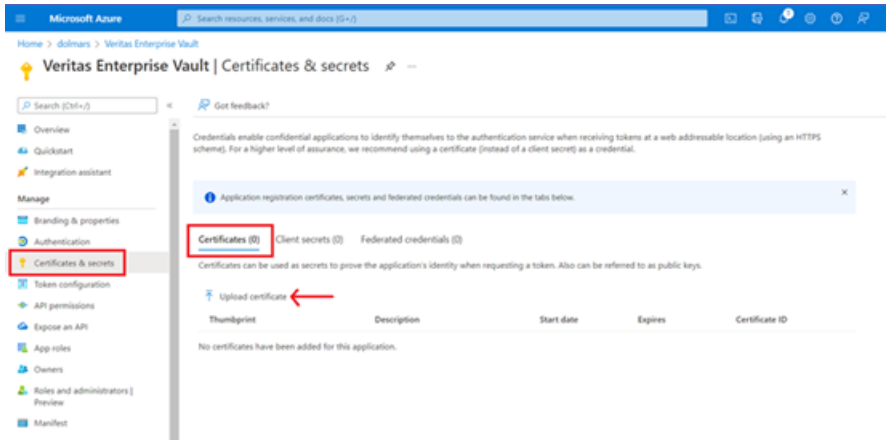 Microsoft Azure
Search resources, services, and docs (G+/)
Home > dolmars > Veritas Enterprise Vault
Veritas Enterprise Vault | Certificates & secrets
Search (Ctrl+/)
Got feedback?
Overview
Quickstart
Integration assistant
Manage
Branding & properties
Authentication
Certificates & secrets
Token configuration
API permissions
Expose an API
App roles
Owners
Roles and administrators |
Preview
Manifest
Credentials enable confidential applications to identify themselves to the authentication service when receiving tokens at a web addressable location (using an HTTPS
scheme). For a higher level of assurance, we recommend using a certificate (instead of a client secret) as a credential.
Application registration certificates, secrets and federated credentials can be found in the tabs below.
Certificates (0) Client secrets (0) Federated credentials (0)
Certificates can be used as secrets to prove the application's identity when requesting a token. Also can be referred to as public keys.
Upload certificate
Thumbprint Description Start date Expires Certificate ID
No certificates have been added for this application.